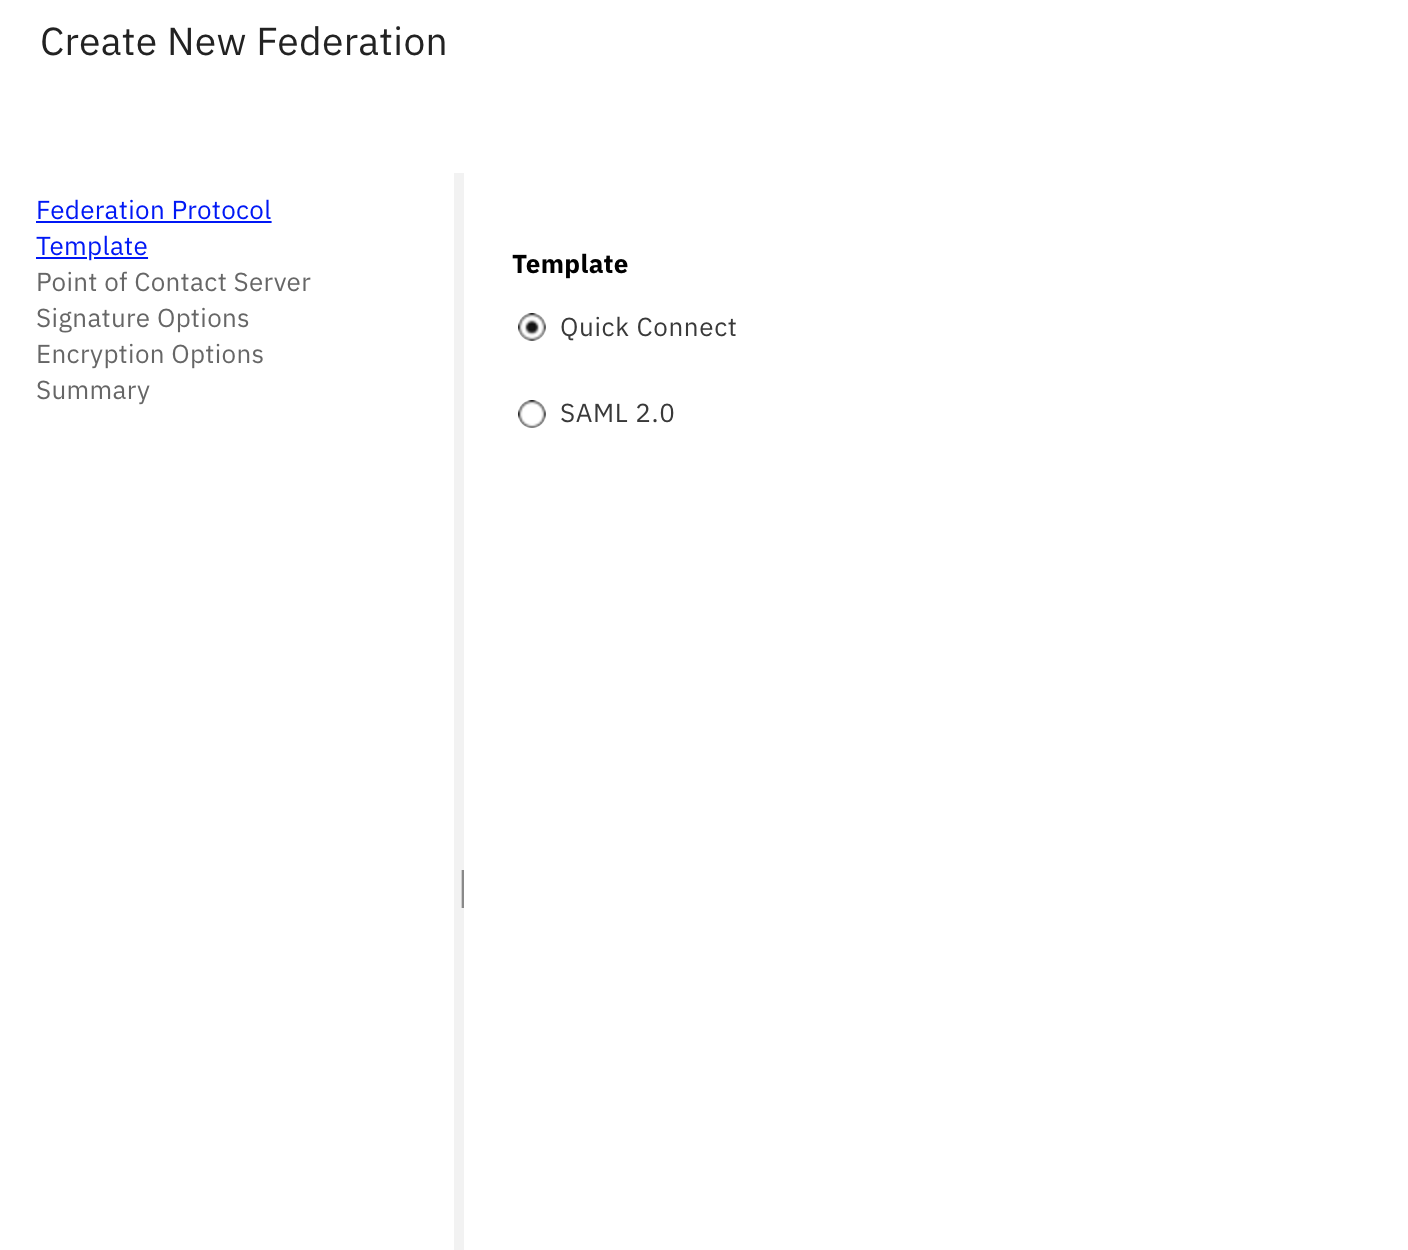 Create New Federation
Federation Protocol
Template
Point of Contact Server
Signature Options
Encryption Options
Summary
Template
Quick Connect
SAML 2.0